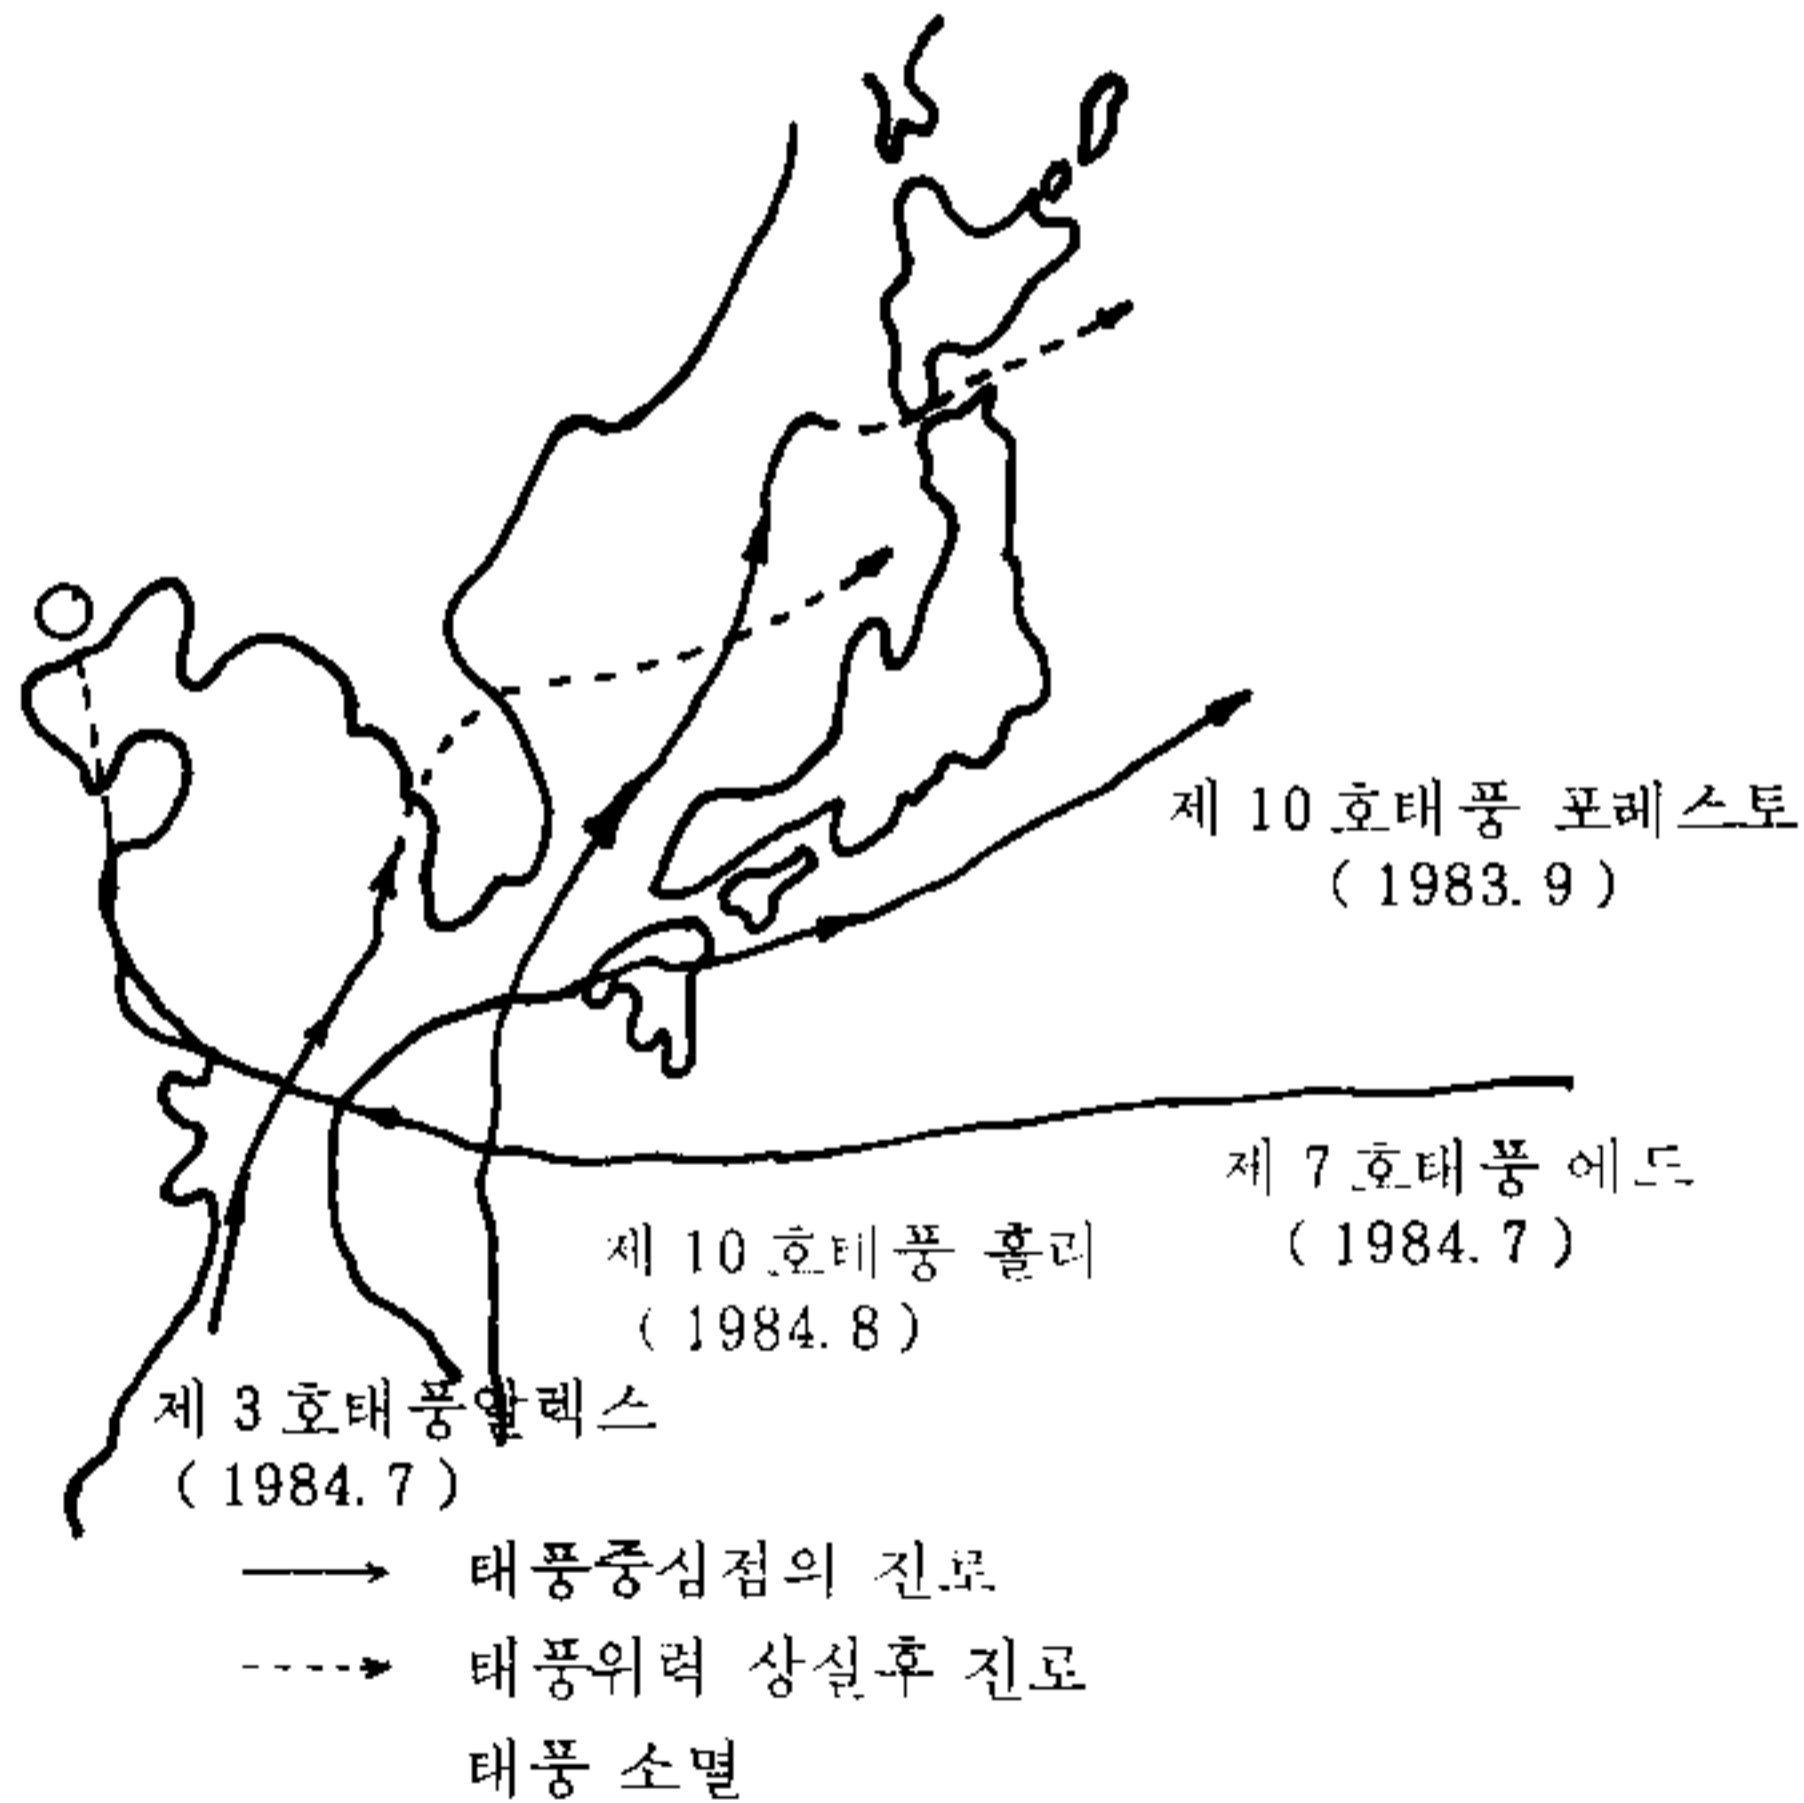 제 10 호태풍 포레스토
( 1983. 9 )
제 7 호태풍 에드
( 1984. 7 )
제 10 호태풍 홀리
( 1984. 8 )
제 3 호태풍알렉스
( 1984. 7 )
태풍중심점의 진로
태풍위력 상실후 진로
태풍 소멸